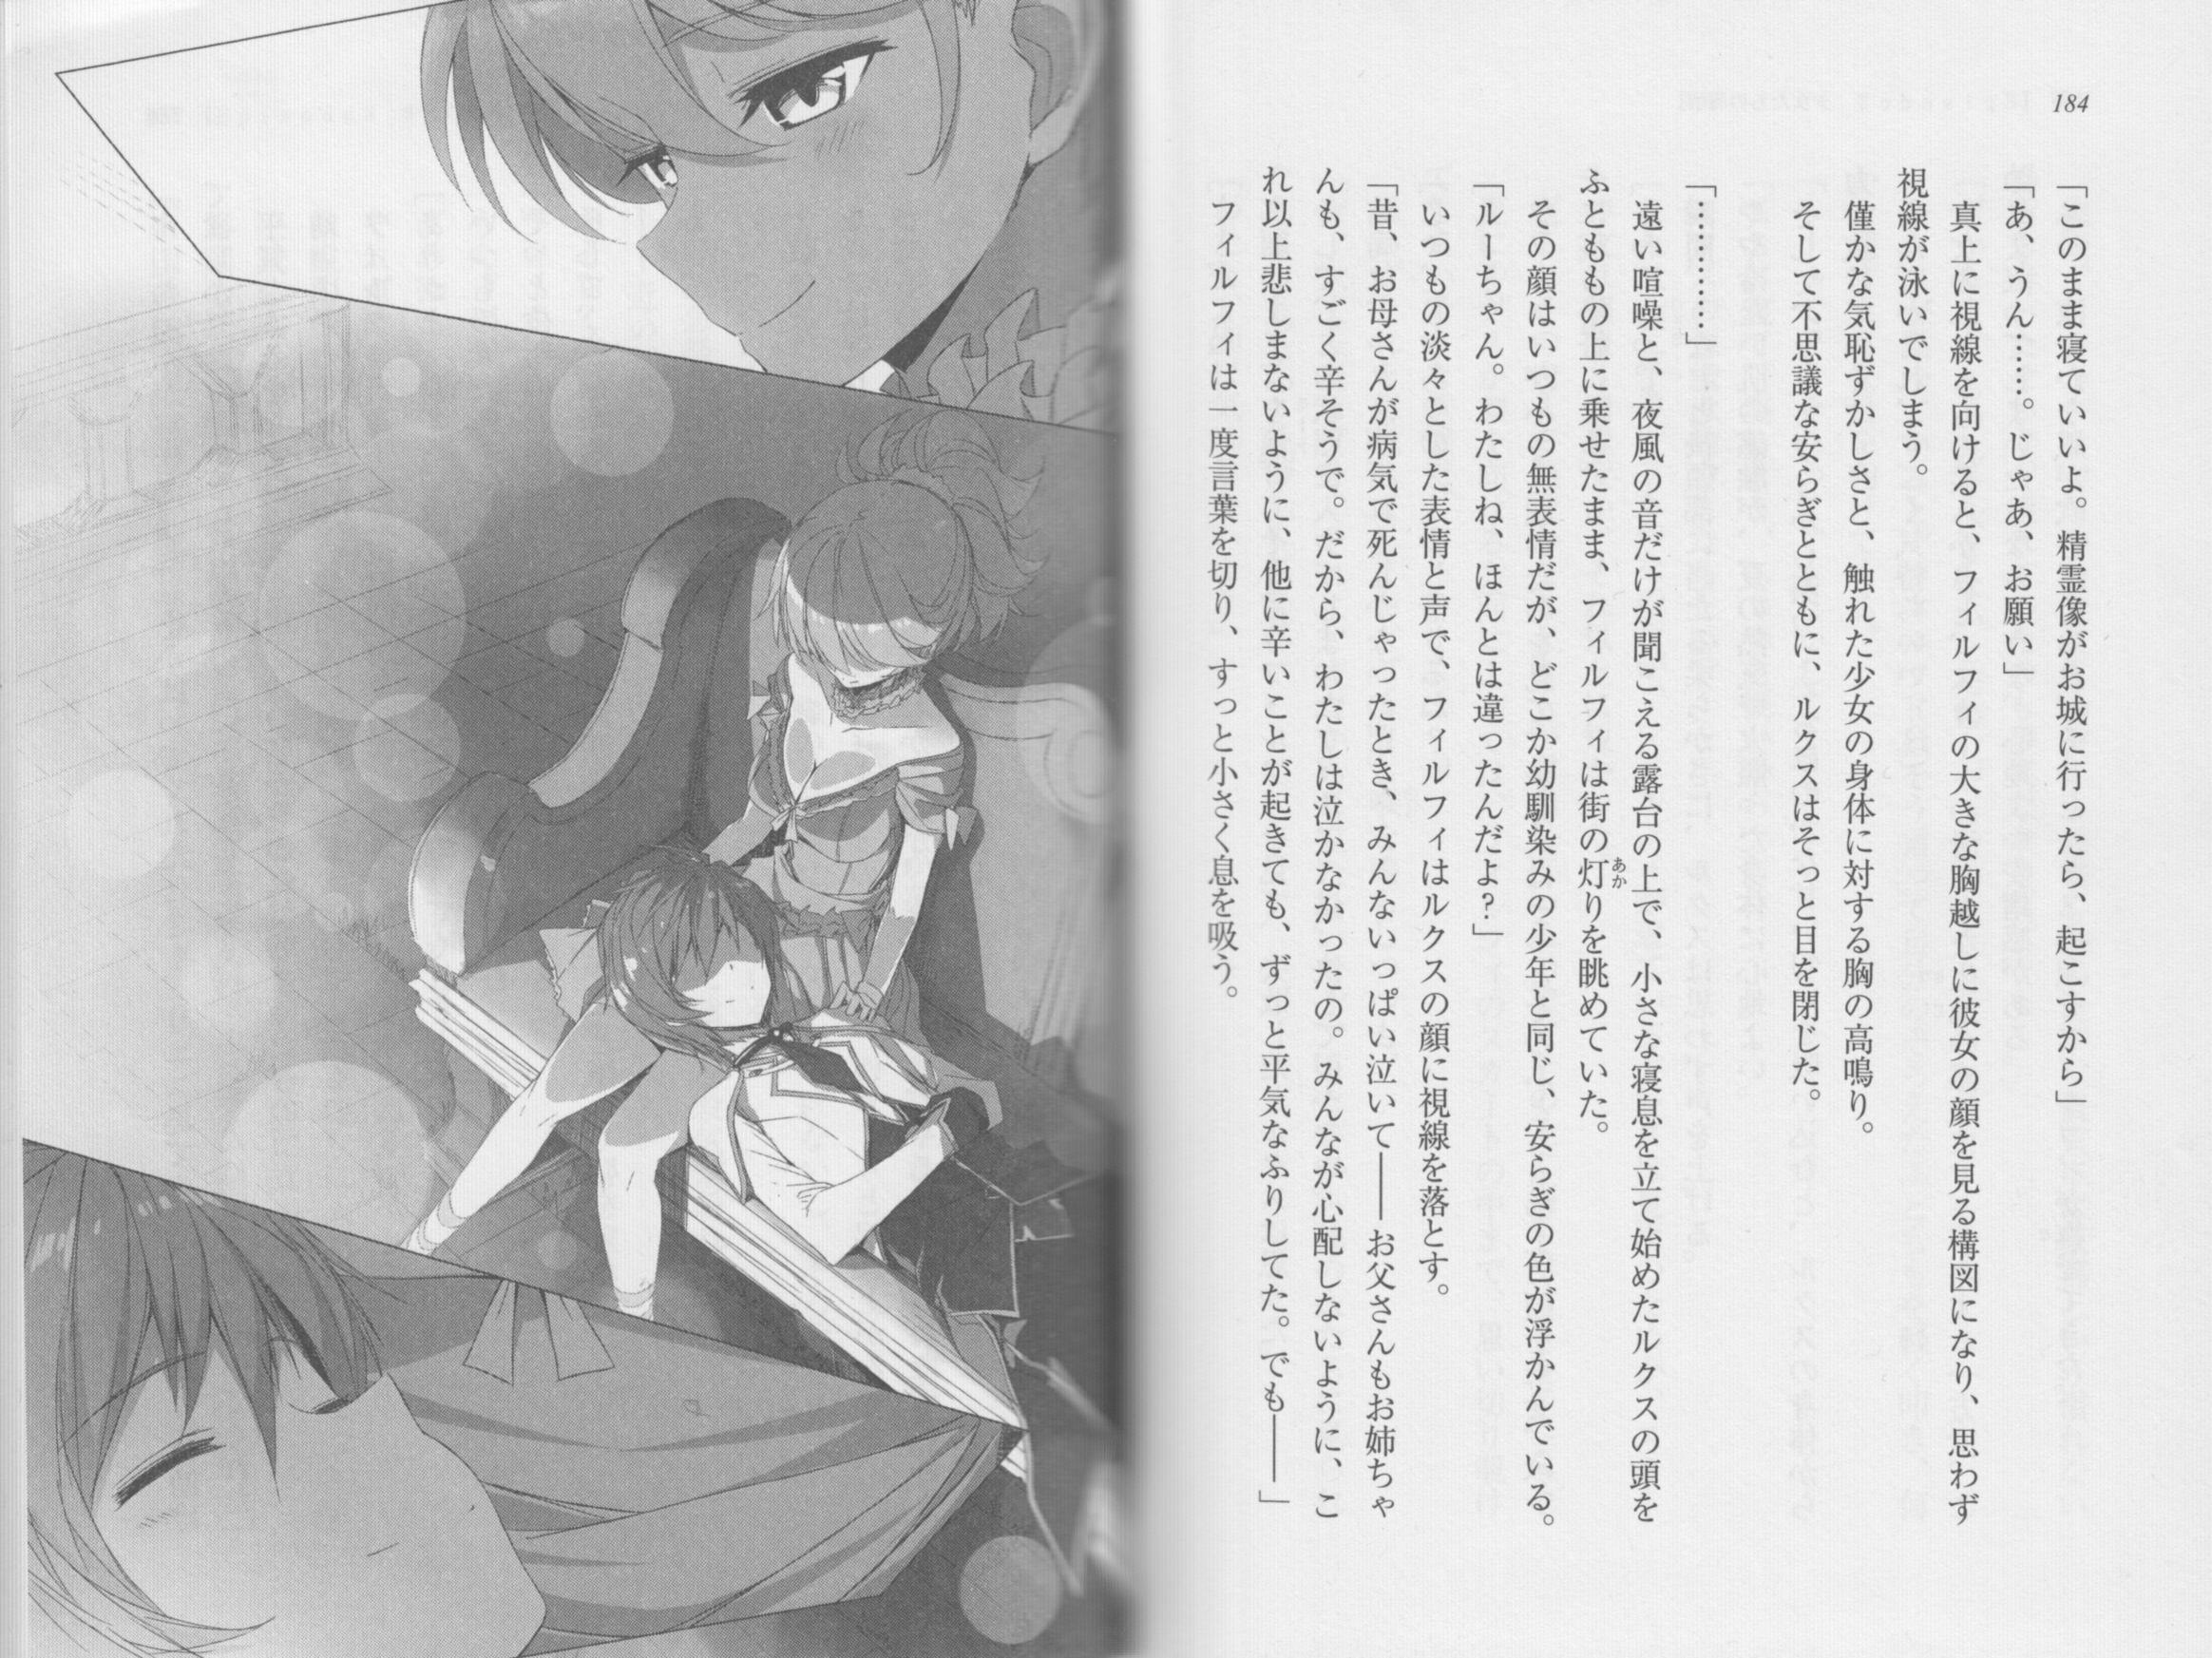 184
「このまま寝ていいよ。精霊像がお城に行ったら、起こすから」
「あ、うん……。じゃあ、お願い」
真上に視線を向けると、フィルフィの大きな胸越しに彼女の顔を見る構図になり、思わず
視線が泳いでしまう。
僅かな気恥ずかしさと、触れた少女の身体に対する胸の高鳴り。
そして不思議な安らぎとともに、ルクスはそっと目を閉じた。
「…………」
遠い喧噪と、夜風の音だけが聞こえる露台の上で、小さな寝息を立て始めたルクスの頭を
ふとももの上に乗せたまま、フィルフィは街の灯りを眺めていた。
あか
その顔はいつもの無表情だが、どこか幼馴染みの少年と同じ、安らぎの色が浮かんでいる。
「ルーちゃん。わたしね、ほんとは違ったんだよ？」
いつもの淡々とした表情と声で、フィルフィはルクスの顔に視線を落とす。
「昔、お母さんが病気で死んじゃったとき、みんないっぱい泣いて――お父さんもお姉ちゃ
んも、すごく辛そうで。だから、わたしは泣かなかったの。みんなが心配しないように、こ
れ以上悲しまないように、他に辛いことが起きても、ずっと平気なふりしてた。でも――」
フィルフィは一度言葉を切り、すっと小さく息を吸う。